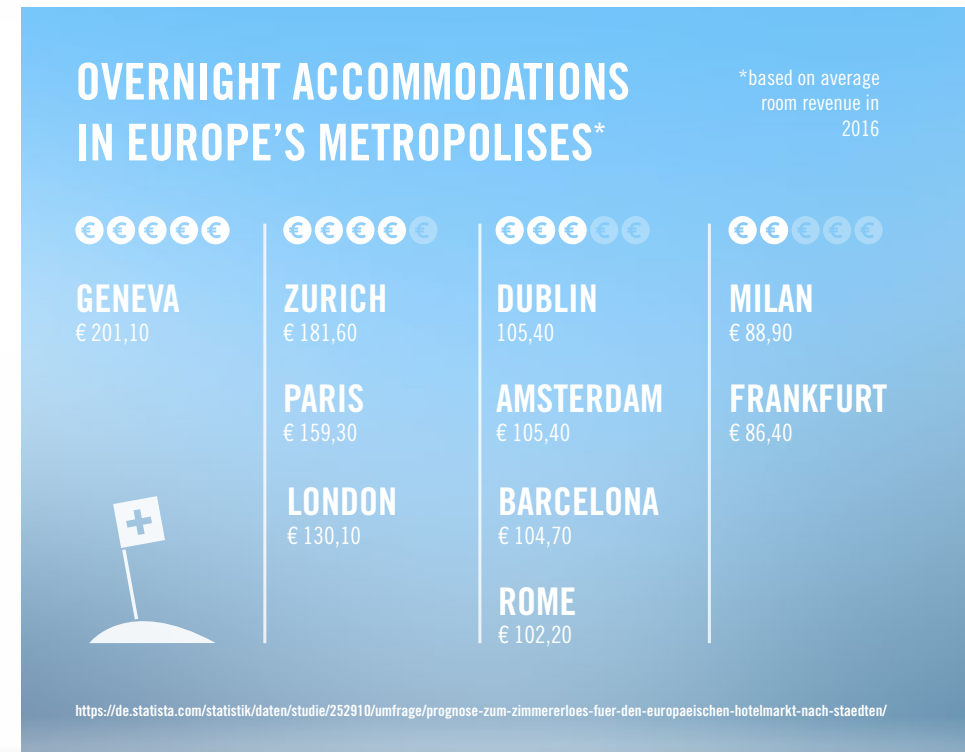 OVERNIGHT ACCOMMODATIONS
IN EUROPE'S METROPOLISES*
*based on average
room revenue in
2016
€ € € € €
GENEVA
€ 201,10
€ € € € €
ZURICH
€ 181,60
PARIS
€ 159,30
LONDON
€ 130,10
€ € € € €
DUBLIN
105,40
AMSTERDAM
€ 105,40
BARCELONA
€ 104,70
ROME
€ 102,20
€ € € € €
MILAN
€ 88,90
FRANKFURT
€ 86,40
https://de.statista.com/statistik/daten/studie/252910/umfrage/prognose-zum-zimmererloes-fuer-den-europaeischen-hotelmarkt-nach-staedten/